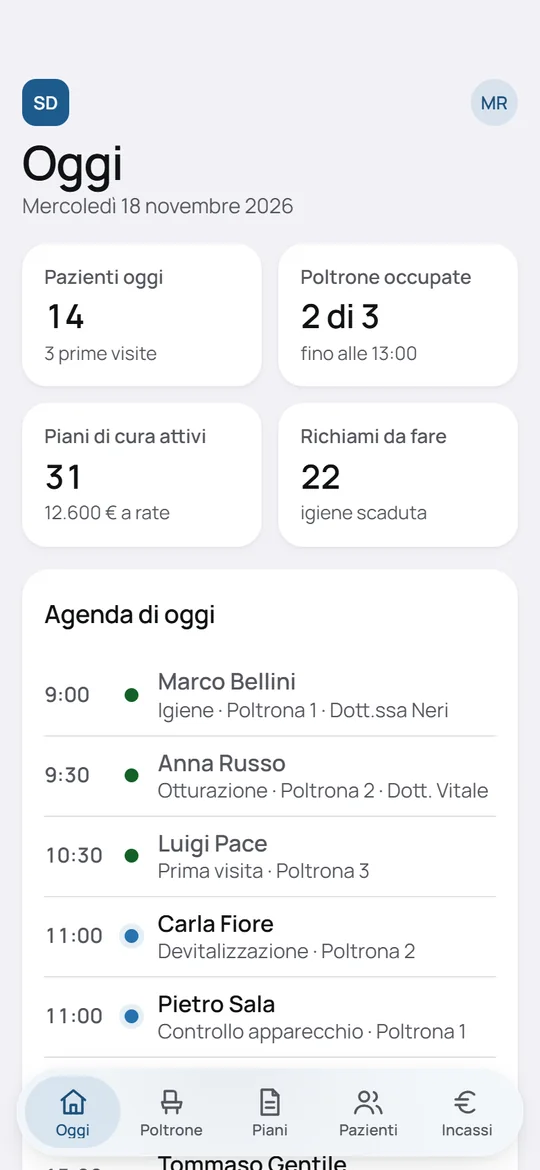 SD
MR
Oggi
Mercoledì 18 novembre 2026
Pazienti oggi
14
3 prime visite
Poltrone occupate
2 di 3
fino alle 13:00
Piani di cura attivi
31
12.600 € a rate
Richiami da fare
22
igiene scaduta
Agenda di oggi
9:00
Marco Bellini
Igiene · Poltrona 1 · Dott.ssa Neri
9:30
Anna Russo
Otturazione · Poltrona 2 · Dott. Vitale
10:30
Luigi Pace
Prima visita · Poltrona 3
11:00
Carla Fiore
Devitalizzazione · Poltrona 2
11:00
Pietro Sala
Controllo apparecchio · Poltrona 1
Oggi
Poltrone
Piani
Pazienti
Incassi
Tommaso Gentile